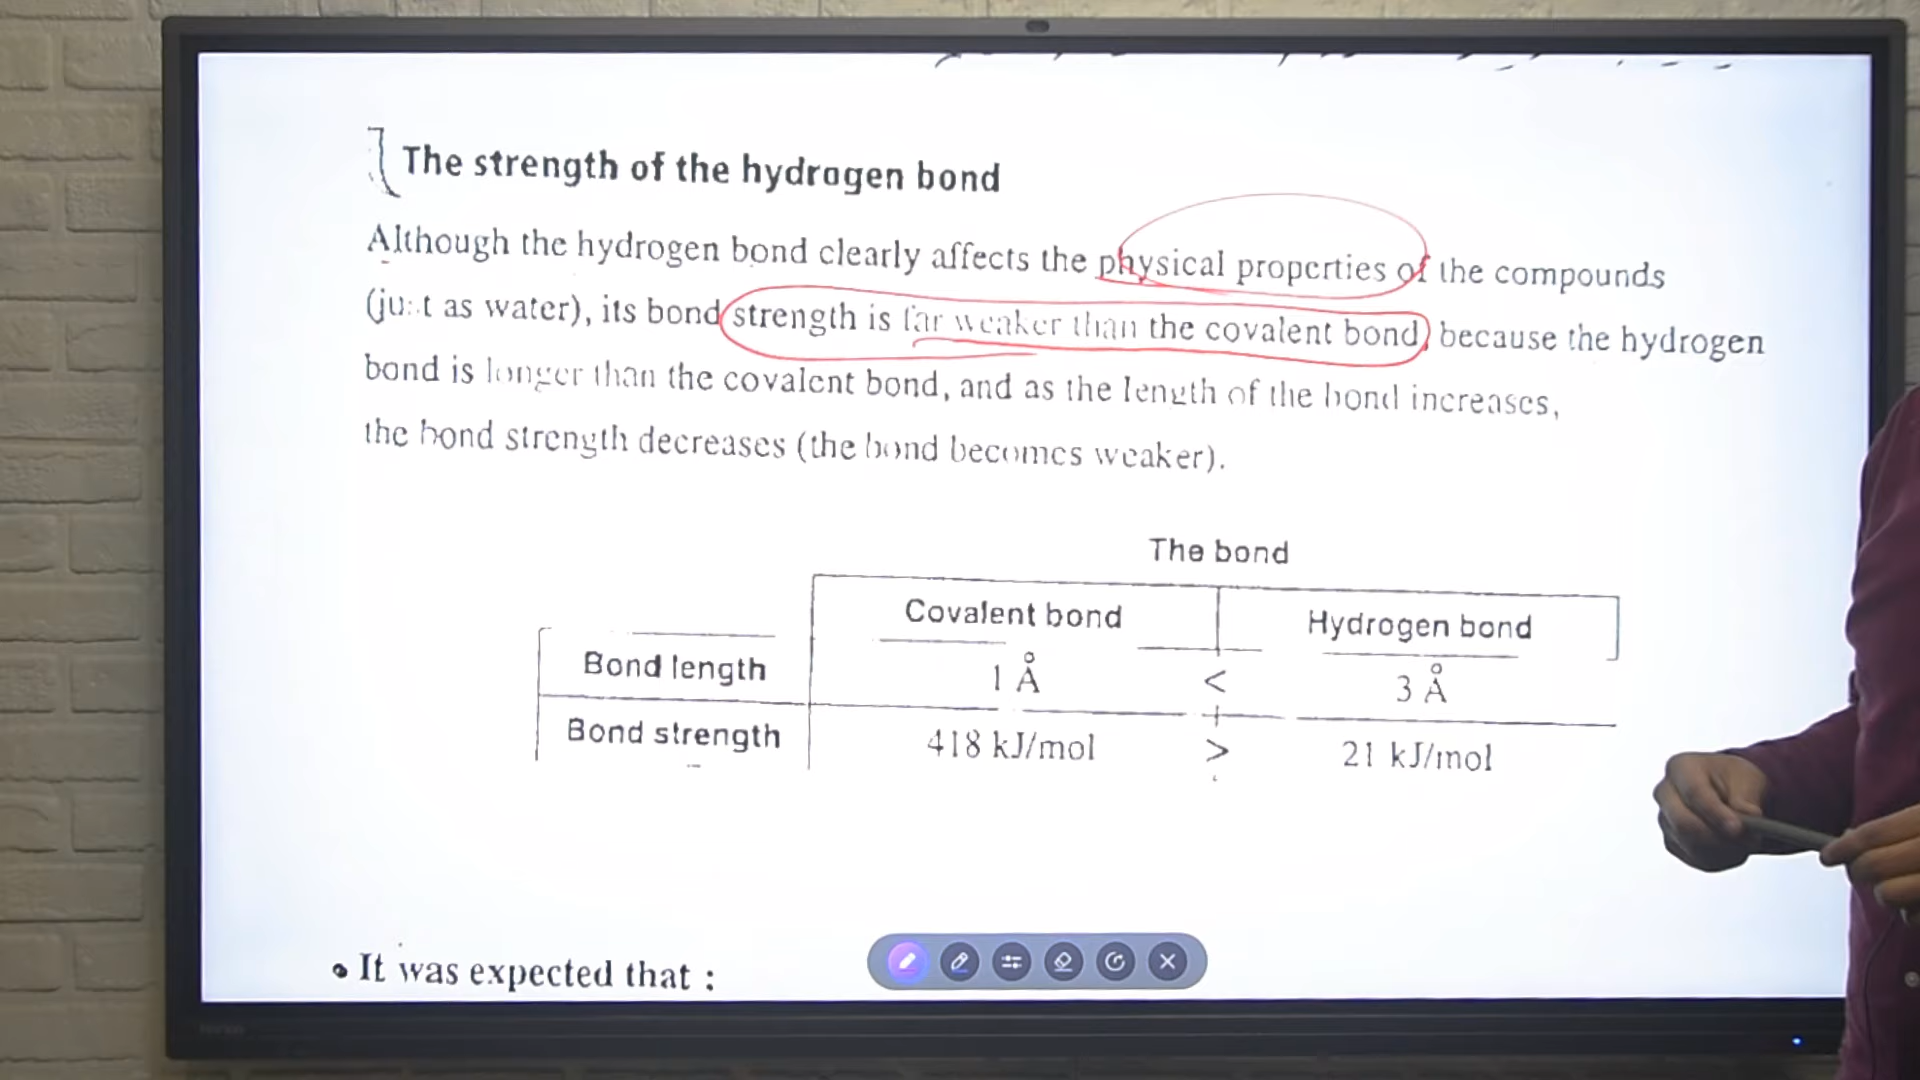 The strength of the hydrogen bond
Although the hydrogen bond clearly affects the physical properties of the compounds
(just as water), its bond strength is far weaker than the covalent bond, because the hydrogen
bond is longer than the covalent bond, and as the length of the bond increases,
the bond strength decreases (the bond becomes weaker).
The bond
Covalent bond Hydrogen bond
Bond length 1 Å < 3 Å
Bond strength 418 kJ/mol > 21 kJ/mol
• It was expected that :